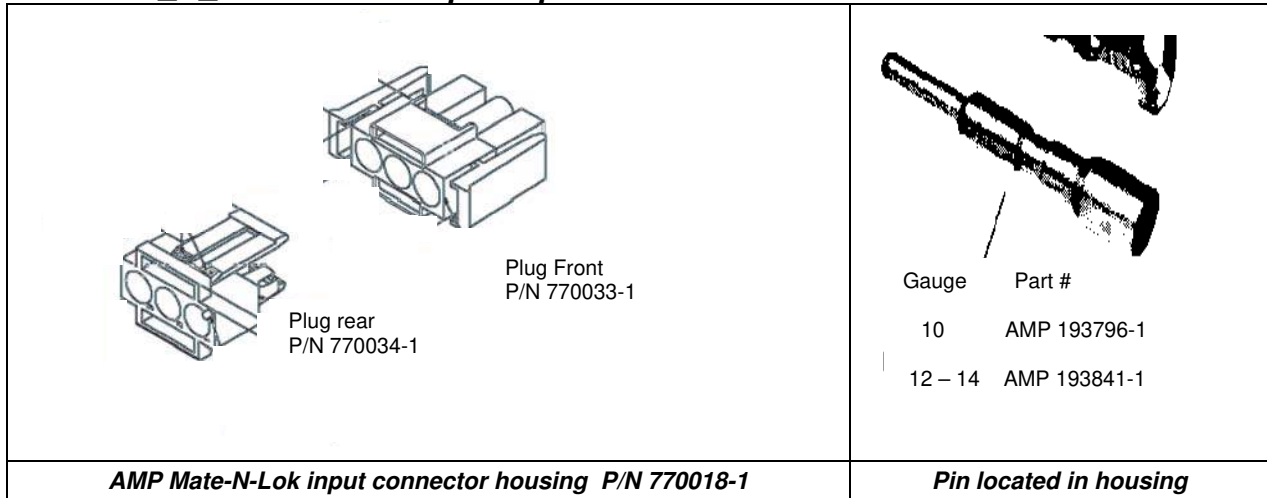 Plug Front
P/N 770033-1
Plug rear
P/N 770034-1
Gauge Part #
10 AMP 193796-1
12 – 14 AMP 193841-1
AMP Mate-N-Lok input connector housing P/N 770018-1
Pin located in housing